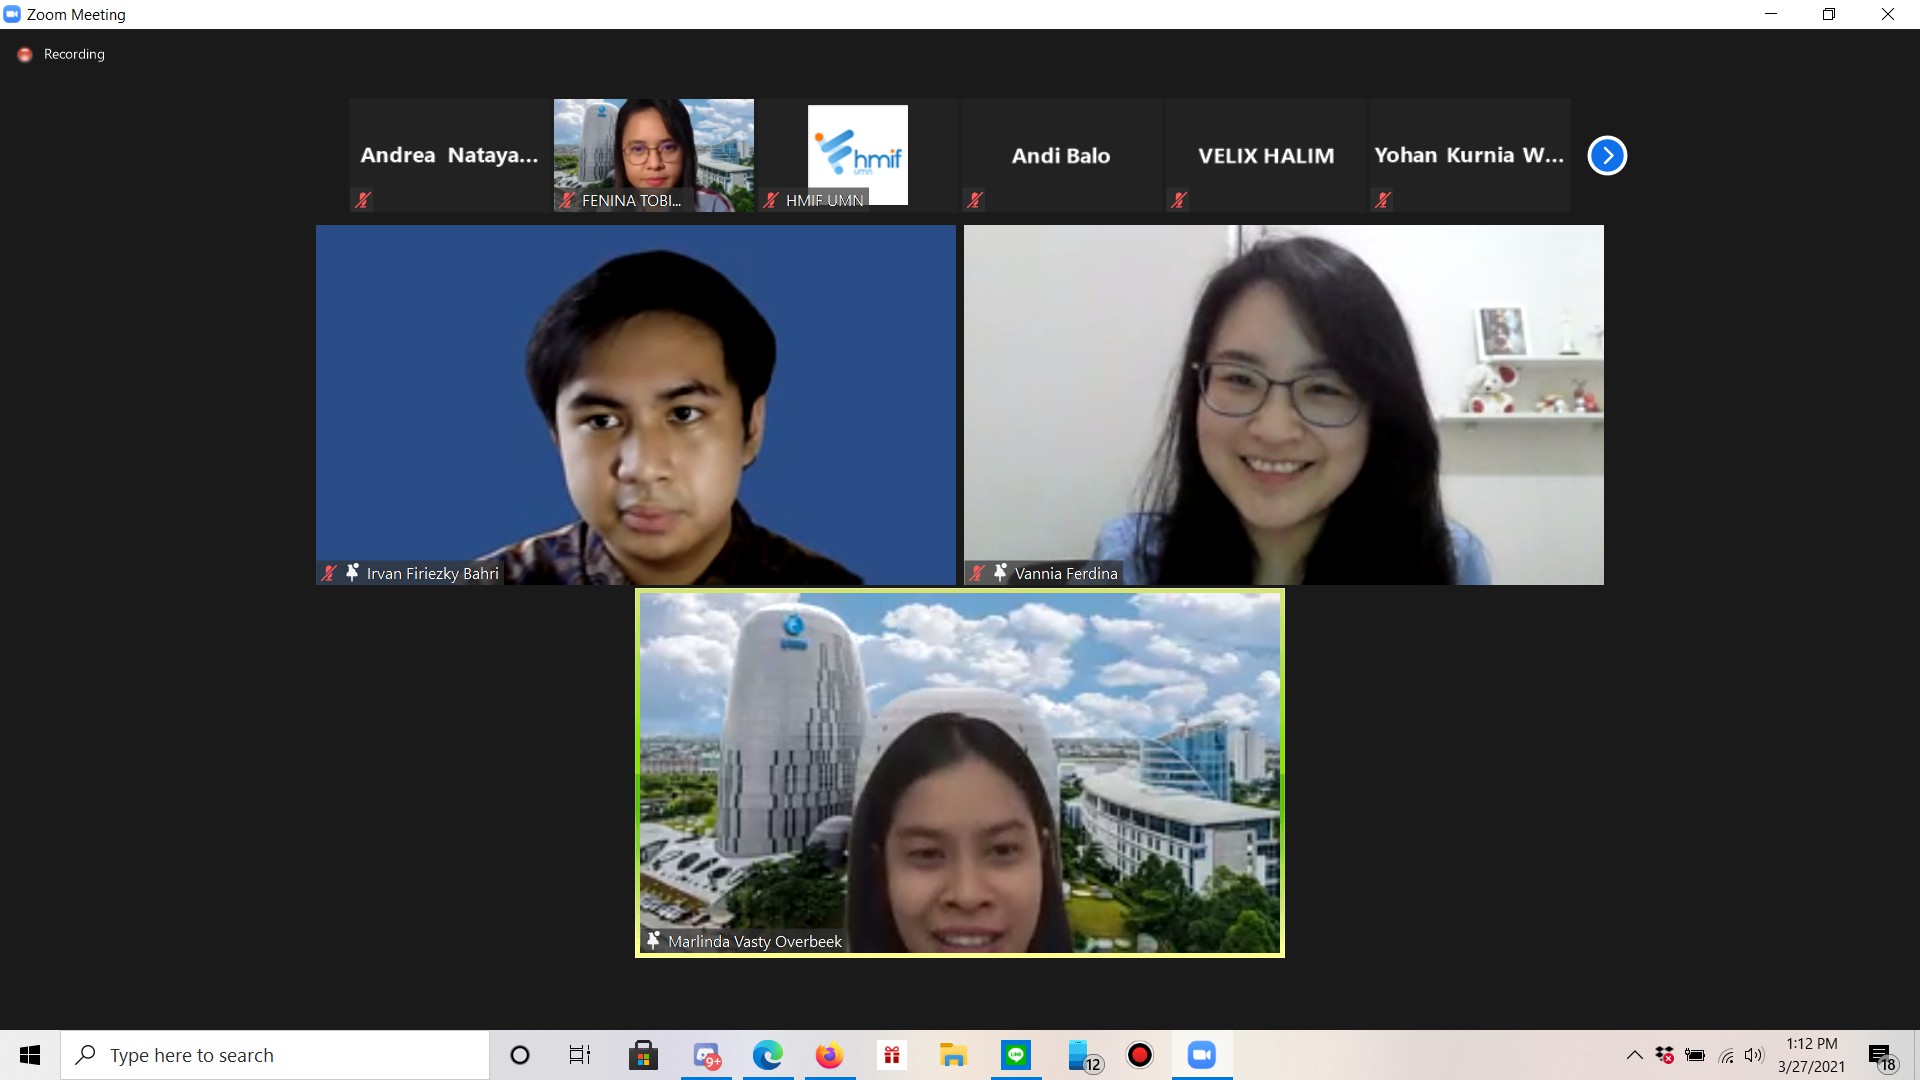 Zoom Meeting
Recording
Andrea Nataya...
FENINA TOBI...
hmif
umn
HMIF UMN
Andi Balo
VELIX HALIM
Yohan Kurnia W...
Irvan Firiezky Bahri
Vannia Ferdina
Marlinda Vasty Overbeek
Type here to search
9+
LINE
12
1:12 PM
3/27/2021
18